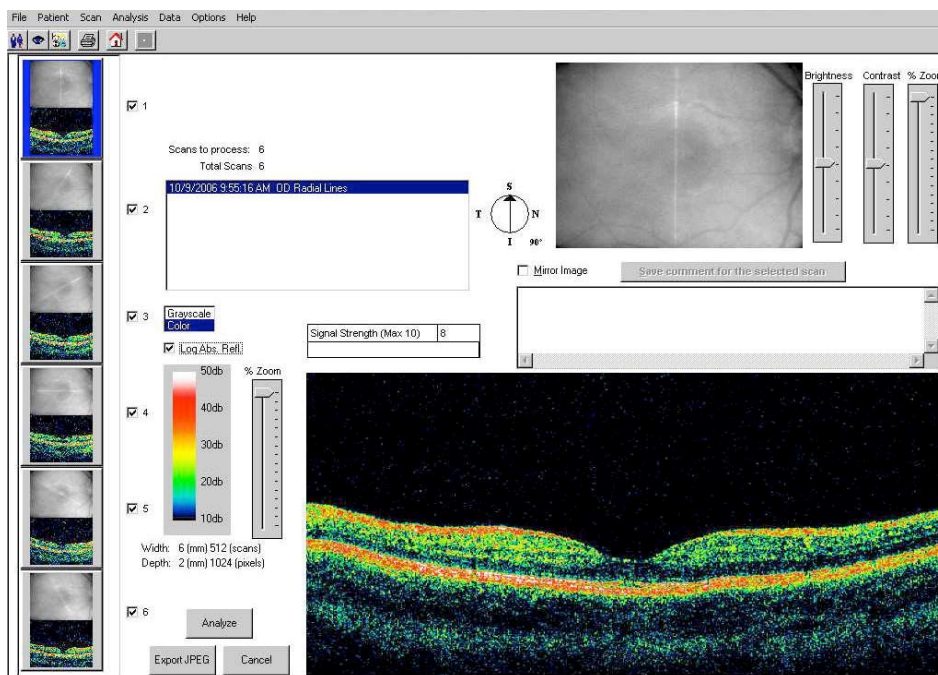 File Patient Scan Analysis Data Options Help
1
Scans to process: 6
Total Scans 6
10/9/2006 9:55:16 AM OD Radial Lines
2
S
T N
I 90°
Brightness Contrast % Zoom
Mirror Image
Save comment for the selected scan
3
Grayscale
Color
Log Abs. Refl.
Signal Strength (Max 10) 8
50db
% Zoom
40db
4
30db
20db
5
10db
Width: 6 (mm) 512 (scans)
Depth: 2 (mm) 1024 (pixels)
6
Analyze
Export JPEG Cancel